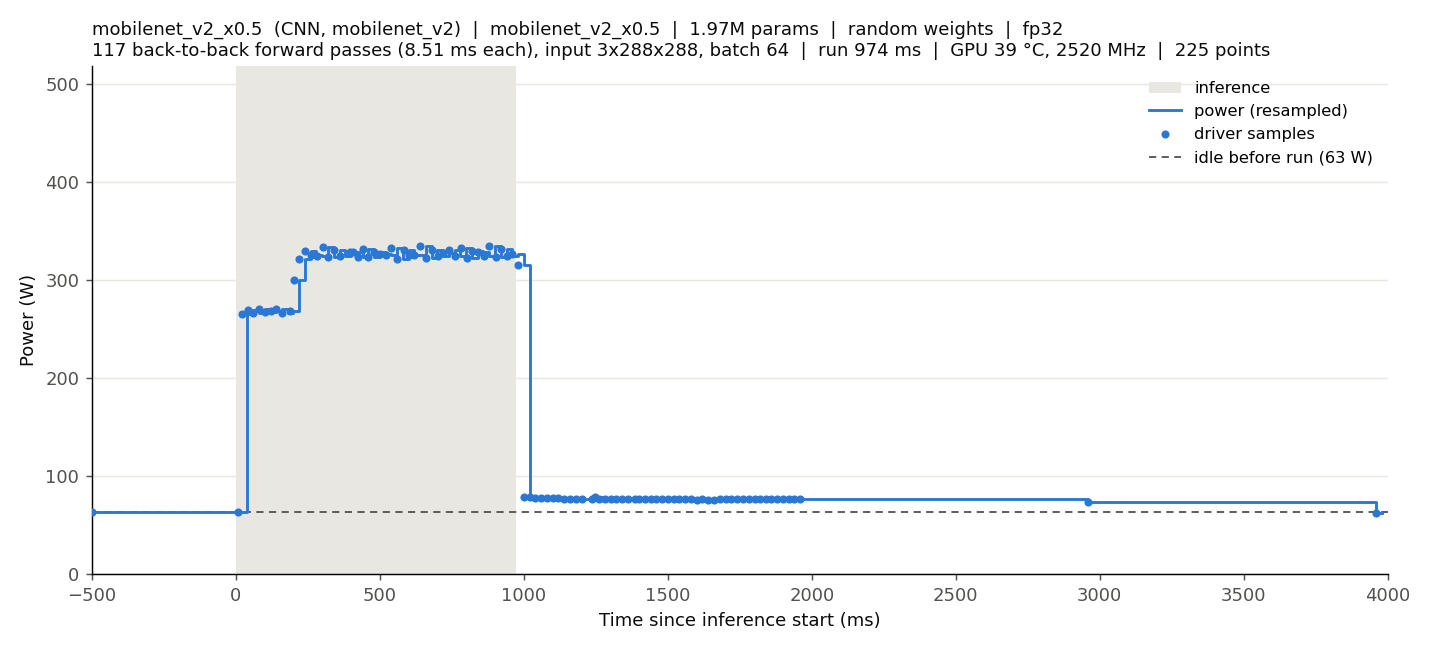 mobilenet_v2_x0.5 (CNN, mobilenet_v2) | mobilenet_v2_x0.5 | 1.97M params | random weights | fp32
117 back-to-back forward passes (8.51 ms each), input 3x288x288, batch 64 | run 974 ms | GPU 39 °C, 2520 MHz | 225 points
inference
power (resampled)
driver samples
idle before run (63 W)
Power (W)
500
400
300
200
100
0
−500
0
500
1000
1500
2000
2500
3000
3500
4000
Time since inference start (ms)